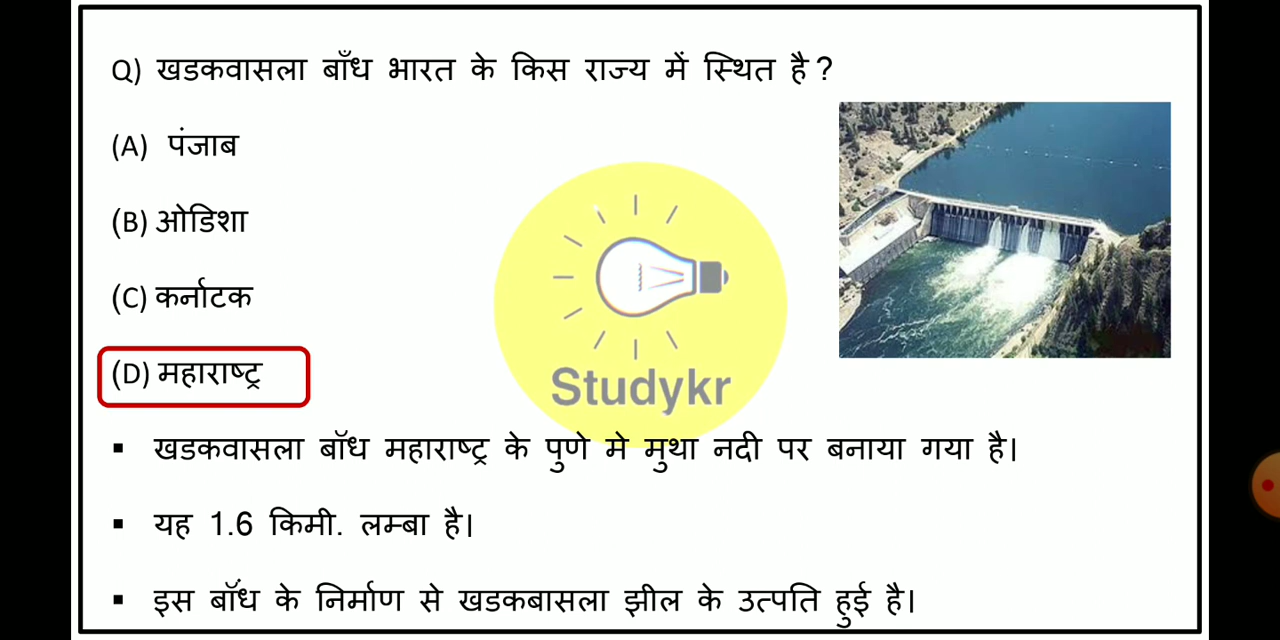 Q) खडकवासला बाँध भारत के किस राज्य में स्थित है ?
(A) पंजाब
(B) ओडिशा
(C) कर्नाटक
(D) महाराष्ट्र
Studykr
▪ खडकवासला बॉध महाराष्ट्र के पुणे मे मुथा नदी पर बनाया गया है।
▪ यह 1.6 किमी. लम्बा है।
▪ इस बॉंध के निर्माण से खडकबासला झील के उत्पति हुई है।